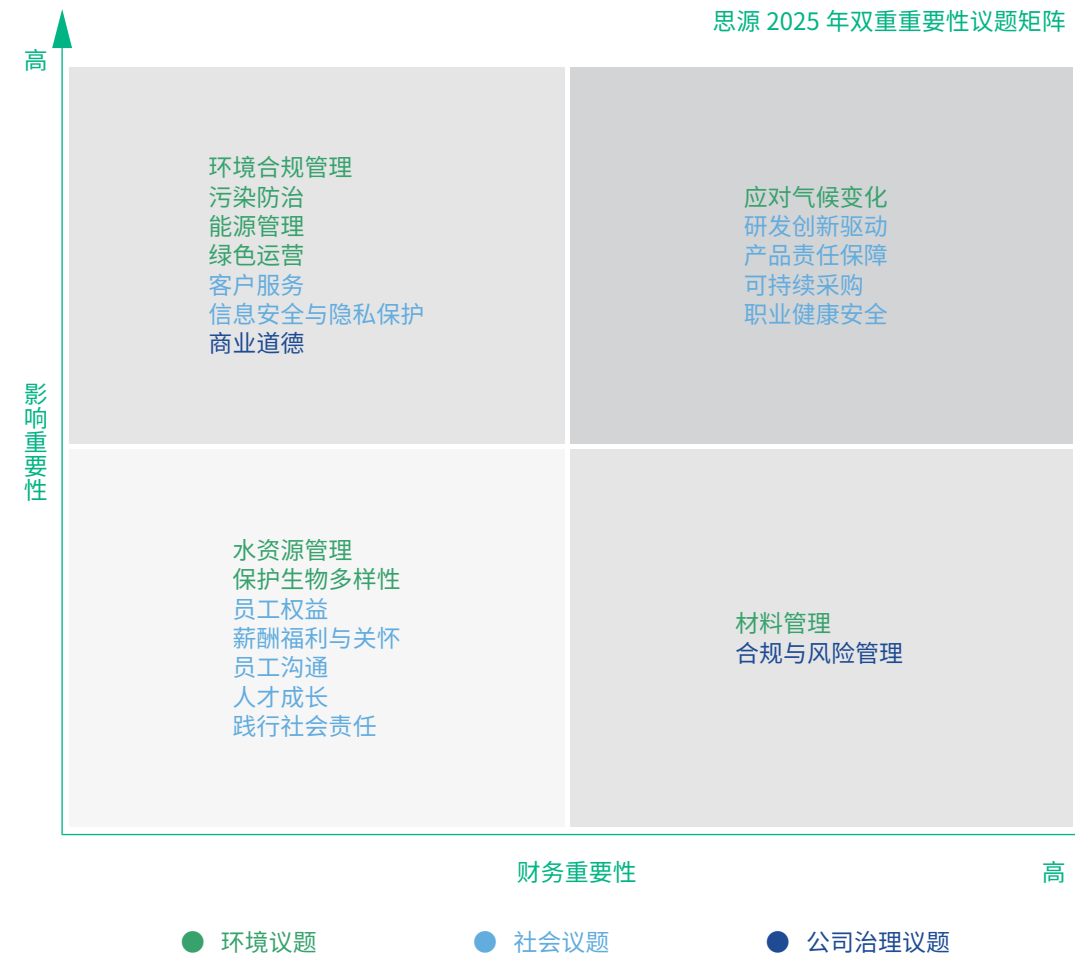 思源 2025 年双重重要性议题矩阵
高
影响重要性
环境合规管理
污染防治
能源管理
绿色运营
客户服务
信息安全与隐私保护
商业道德
应对气候变化
研发创新驱动
产品责任保障
可持续采购
职业健康安全
水资源管理
保护生物多样性
员工权益
薪酬福利与关怀
员工沟通
人才成长
践行社会责任
材料管理
合规与风险管理
财务重要性
高
环境议题
社会议题
公司治理议题